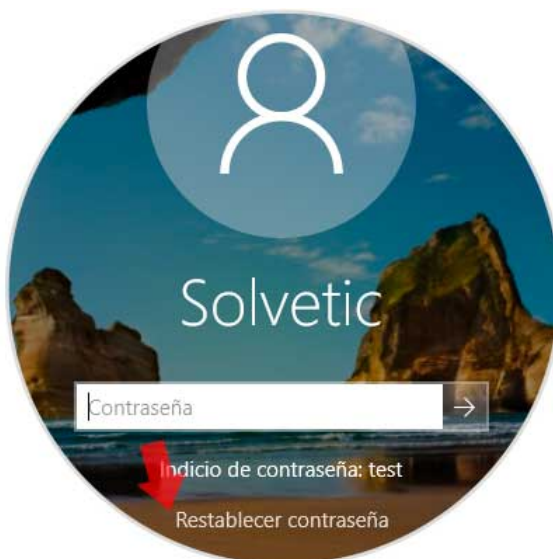 Solvetic
Contraseña
Indicio de contraseña: test
Restablecer contraseña